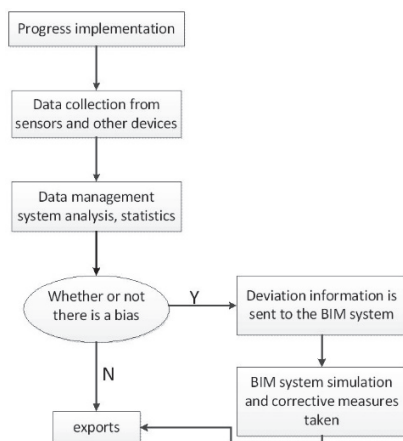 Progress implementation
Data collection from
sensors and other devices
Data management
system analysis, statistics
Whether or not
there is a bias
Y
Deviation information is
sent to the BIM system
N
BIM system simulation
and corrective measures
taken
exports